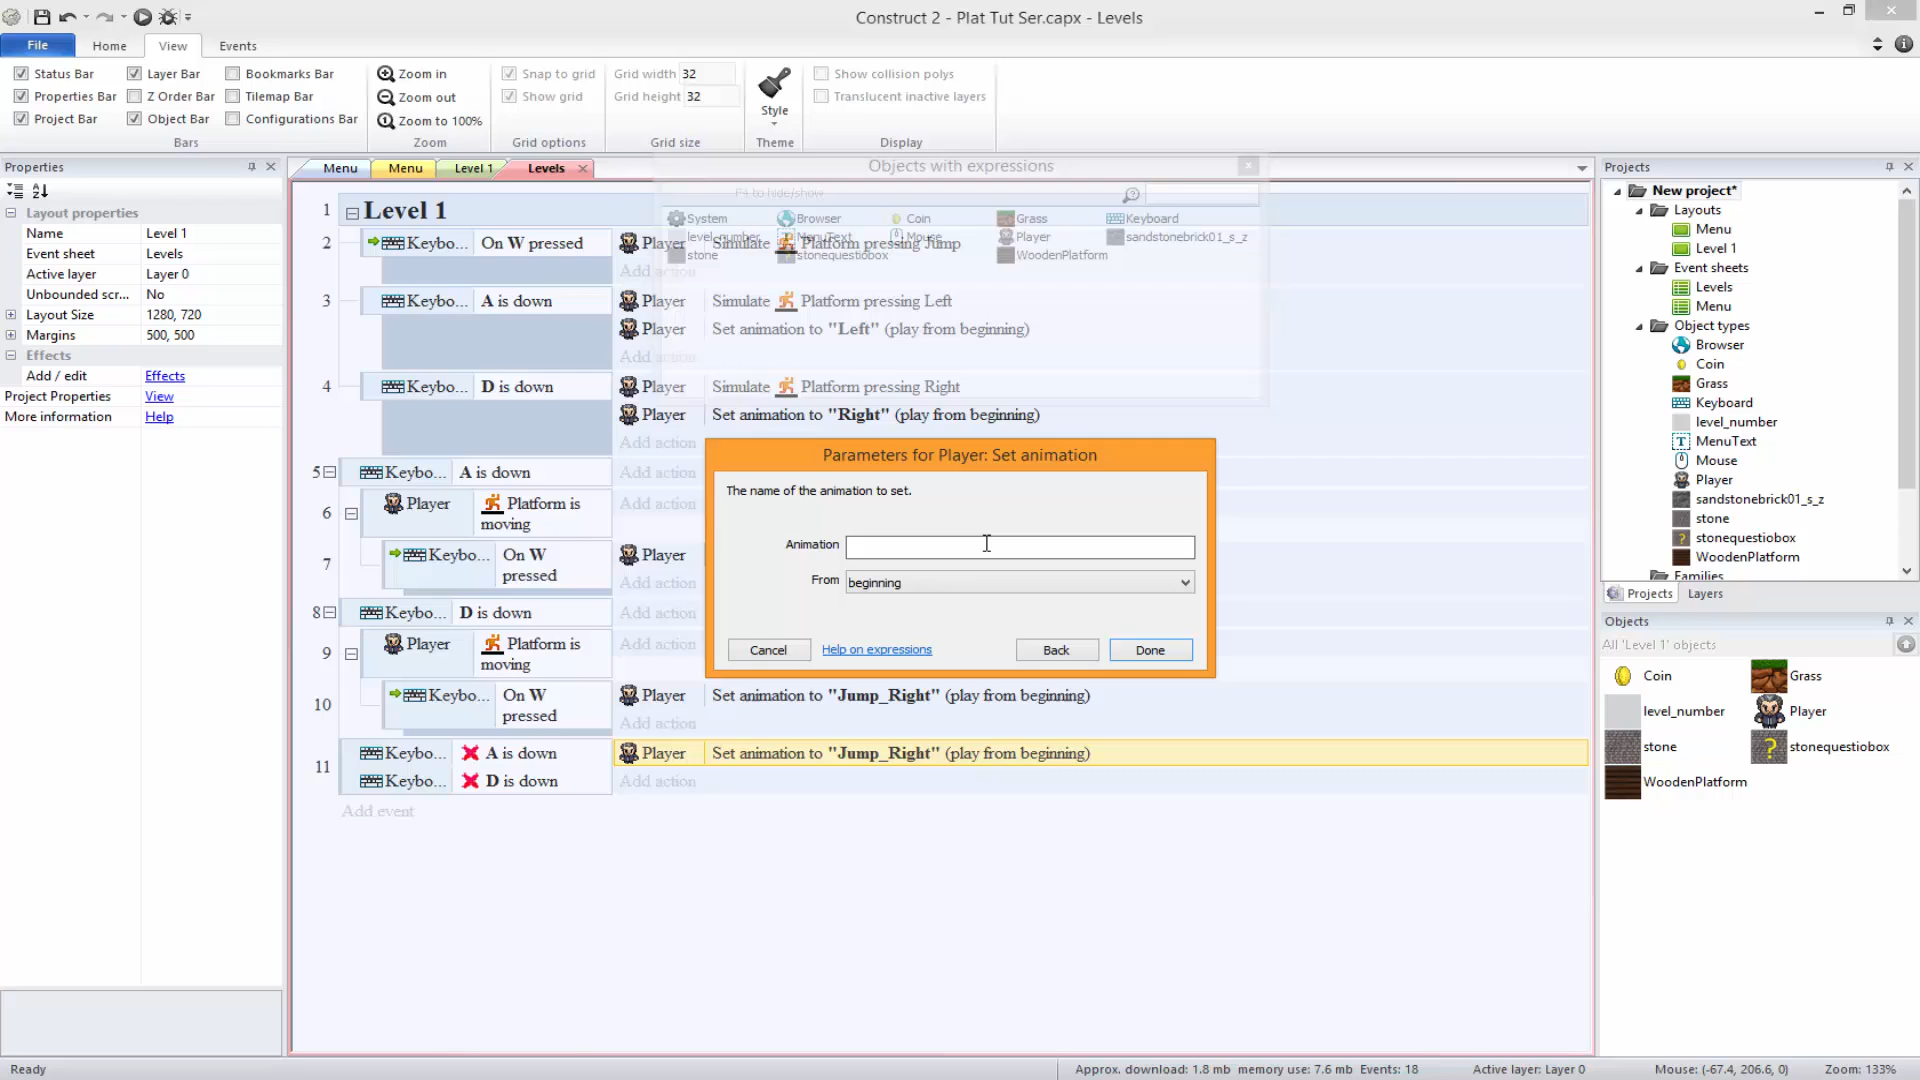 Construct 2 - Plat Tut Ser.capx - Levels
File Home View Events
Status Bar Layer Bar Bookmarks Bar
Properties Bar Z Order Bar Tilemap Bar
Project Bar Object Bar Configurations Bar
Bars
Zoom in
Zoom out
Zoom to 100%
Zoom
Snap to grid
Show grid
Grid options
Grid width 32
Grid height 32
Grid size
Style
Theme
Show collision polys
Translucent inactive layers
Display
Properties
Layout properties
Name Level 1
Event sheet Levels
Active layer Layer 0
Unbounded scr... No
Layout Size 1280, 720
Margins 500, 500
Effects
Add / edit Effects
Project Properties View
More information Help
Menu Menu Level 1 Levels
Objects with expressions
F4 to hide/show
System Browser Coin Grass Keyboard
level_number MenuText Mouse Player sandstonebrick01_s_z
stone stonequestiobox WoodenPlatform
1 Level 1
2 Keybo... On W pressed Player Simulate Platform pressing Jump
Add action
3 Keybo... A is down Player Simulate Platform pressing Left
Player Set animation to "Left" (play from beginning)
Add action
4 Keybo... D is down Player Simulate Platform pressing Right
Player Set animation to "Right" (play from beginning)
Add action
5 Keybo... A is down Add action
6 Player Platform is moving Add action
7 Keybo... On W pressed Player
Add action
8 Keybo... D is down Add action
9 Player Platform is moving Add action
10 Keybo... On W pressed Player Set animation to "Jump_Right" (play from beginning)
Add action
11 Keybo... A is down Player Set animation to "Jump_Right" (play from beginning)
Keybo... D is down Add action
Add event
Parameters for Player: Set animation
The name of the animation to set.
Animation
From beginning
Cancel Help on expressions Back Done
Projects
New project*
Layouts
Menu
Level 1
Event sheets
Levels
Menu
Object types
Browser
Coin
Grass
Keyboard
level_number
MenuText
Mouse
Player
sandstonebrick01_s_z
stone
stonequestiobox
WoodenPlatform
Families
Projects Layers
Objects
All 'Level 1' objects
Coin Grass
level_number Player
stone stonequestiobox
WoodenPlatform
Ready Approx. download: 1.8 mb memory use: 7.6 mb Events: 18 Active layer: Layer 0 Mouse: (-67.4, 206.6, 0) Zoom: 133%